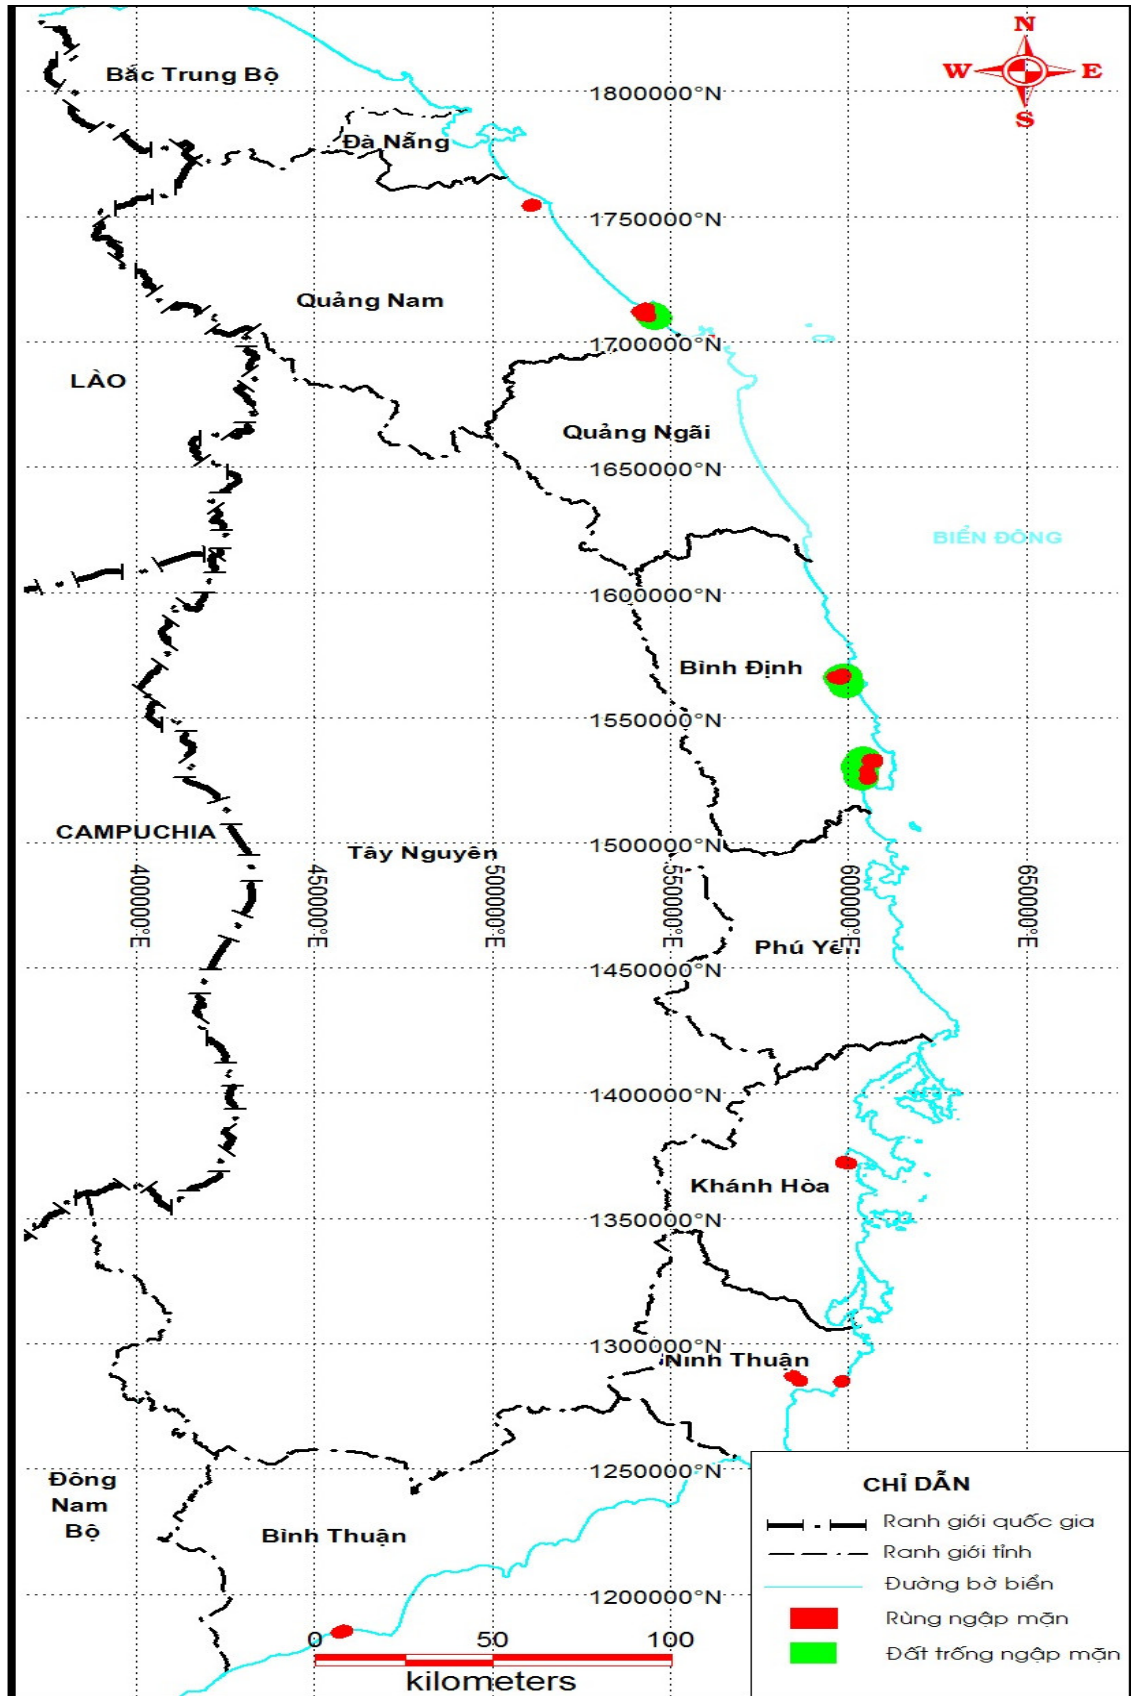 N
W E
S
Bắc Trung Bộ
1800000°N
Đà Nẵng
1750000°N
Quảng Nam
1700000°N
LÀO
Quảng Ngãi
1650000°N
BIỂN ĐÔNG
1600000°N
Bình Định
1550000°N
CAMPUCHIA
Tây Nguyên
1500000°N
400000°E
450000°E
500000°E
550000°E
600000°E
650000°E
Phú Yên
1450000°N
1400000°N
Khánh Hòa
1350000°N
1300000°N
Ninh Thuận
1250000°N
Đông
Nam
Bộ
Bình Thuận
1200000°N
0 50 100
kilometers
CHỈ DẪN
Ranh giới quốc gia
Ranh giới tỉnh
Đường bờ biển
Rừng ngập mặn
Đất trống ngập mặn